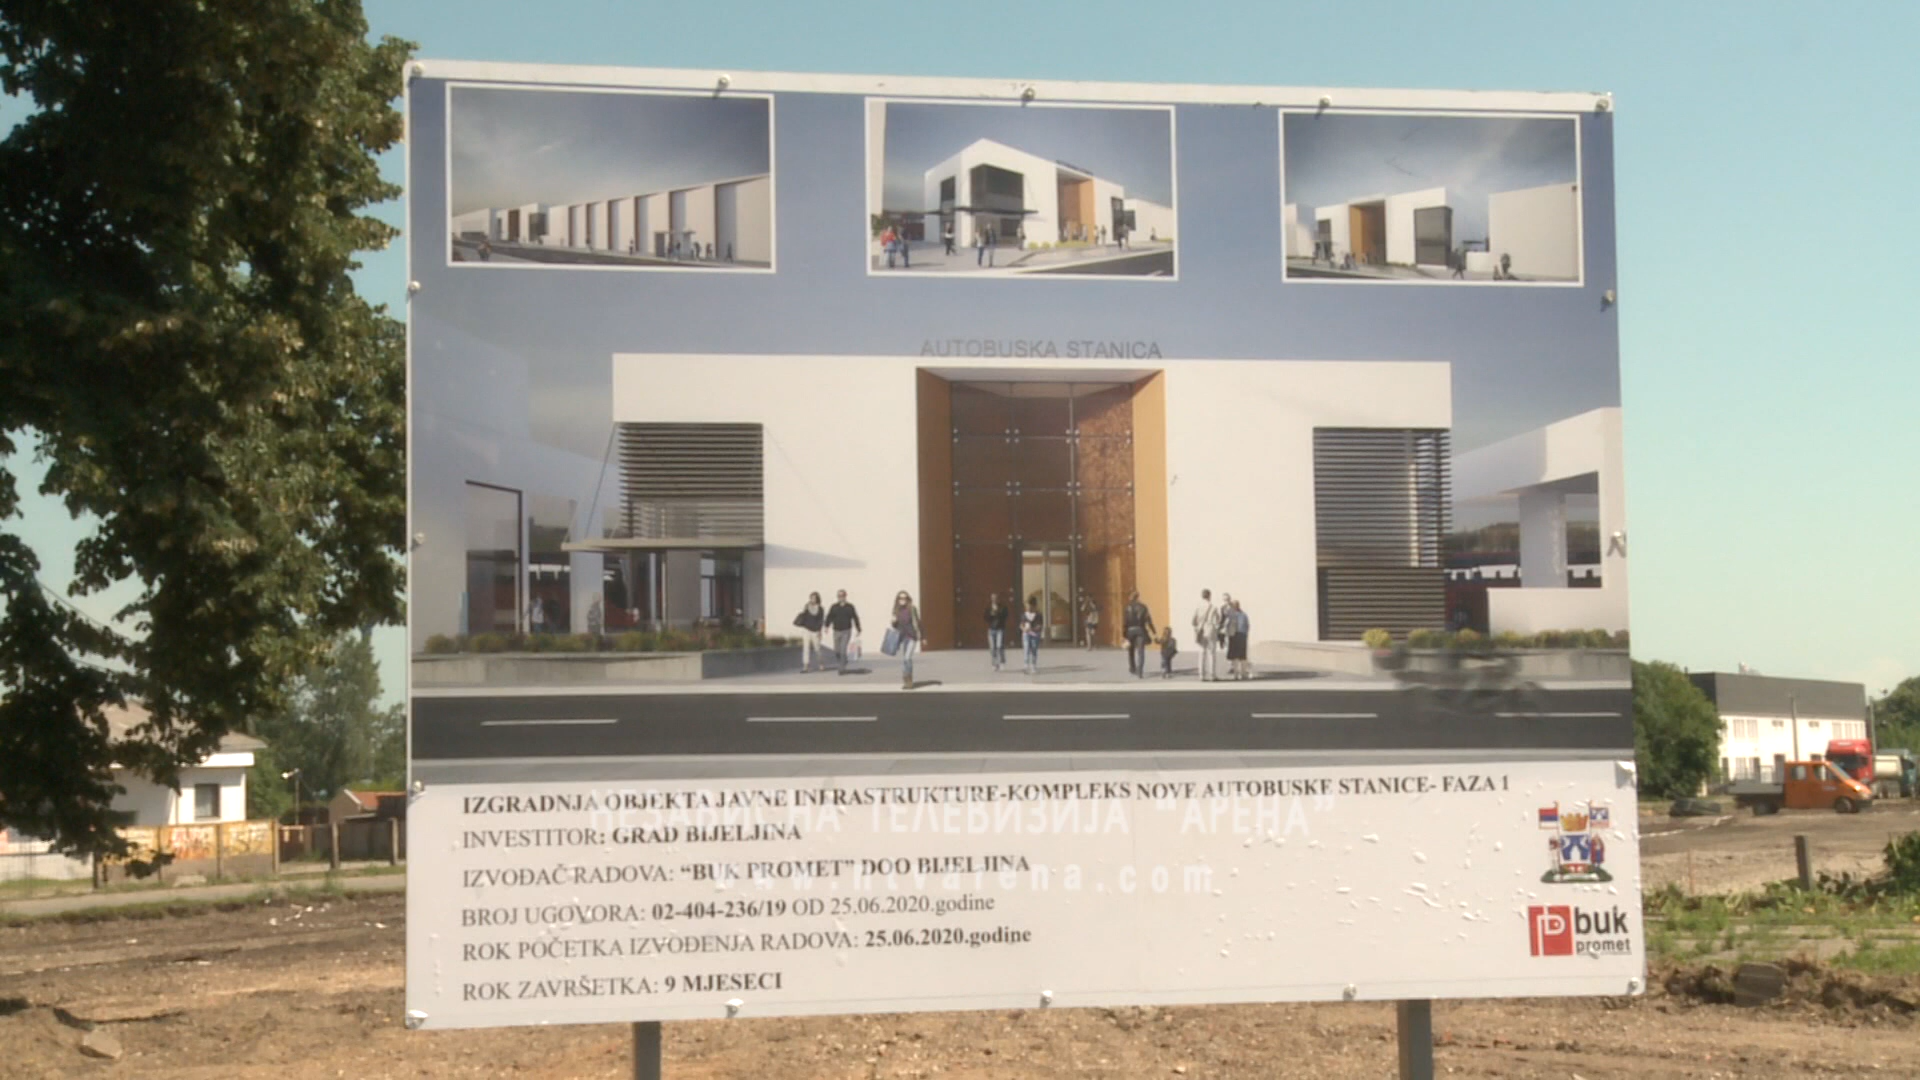 AUTOBUSKA STANICA
IZGRADNJA OBJEKTA JAVNE INFRASTRUKTURE-KOMPLEKS NOVE AUTOBUSKE STANICE- FAZA 1
НЕЗАВИСНА ТЕЛЕВИЗИЈА "АРЕНА"
INVESTITOR: GRAD BIJELJINA
IZVOĐAČ RADOVA: “BUK PROMET” DOO BIJELJINA
www.ntvarena.com
BROJ UGOVORA: 02-404-236/19 OD 25.06.2020.godine
ROK POČETKA IZVOĐENJA RADOVA: 25.06.2020.godine
ROK ZAVRŠETKA: 9 MJESECI
buk
promet